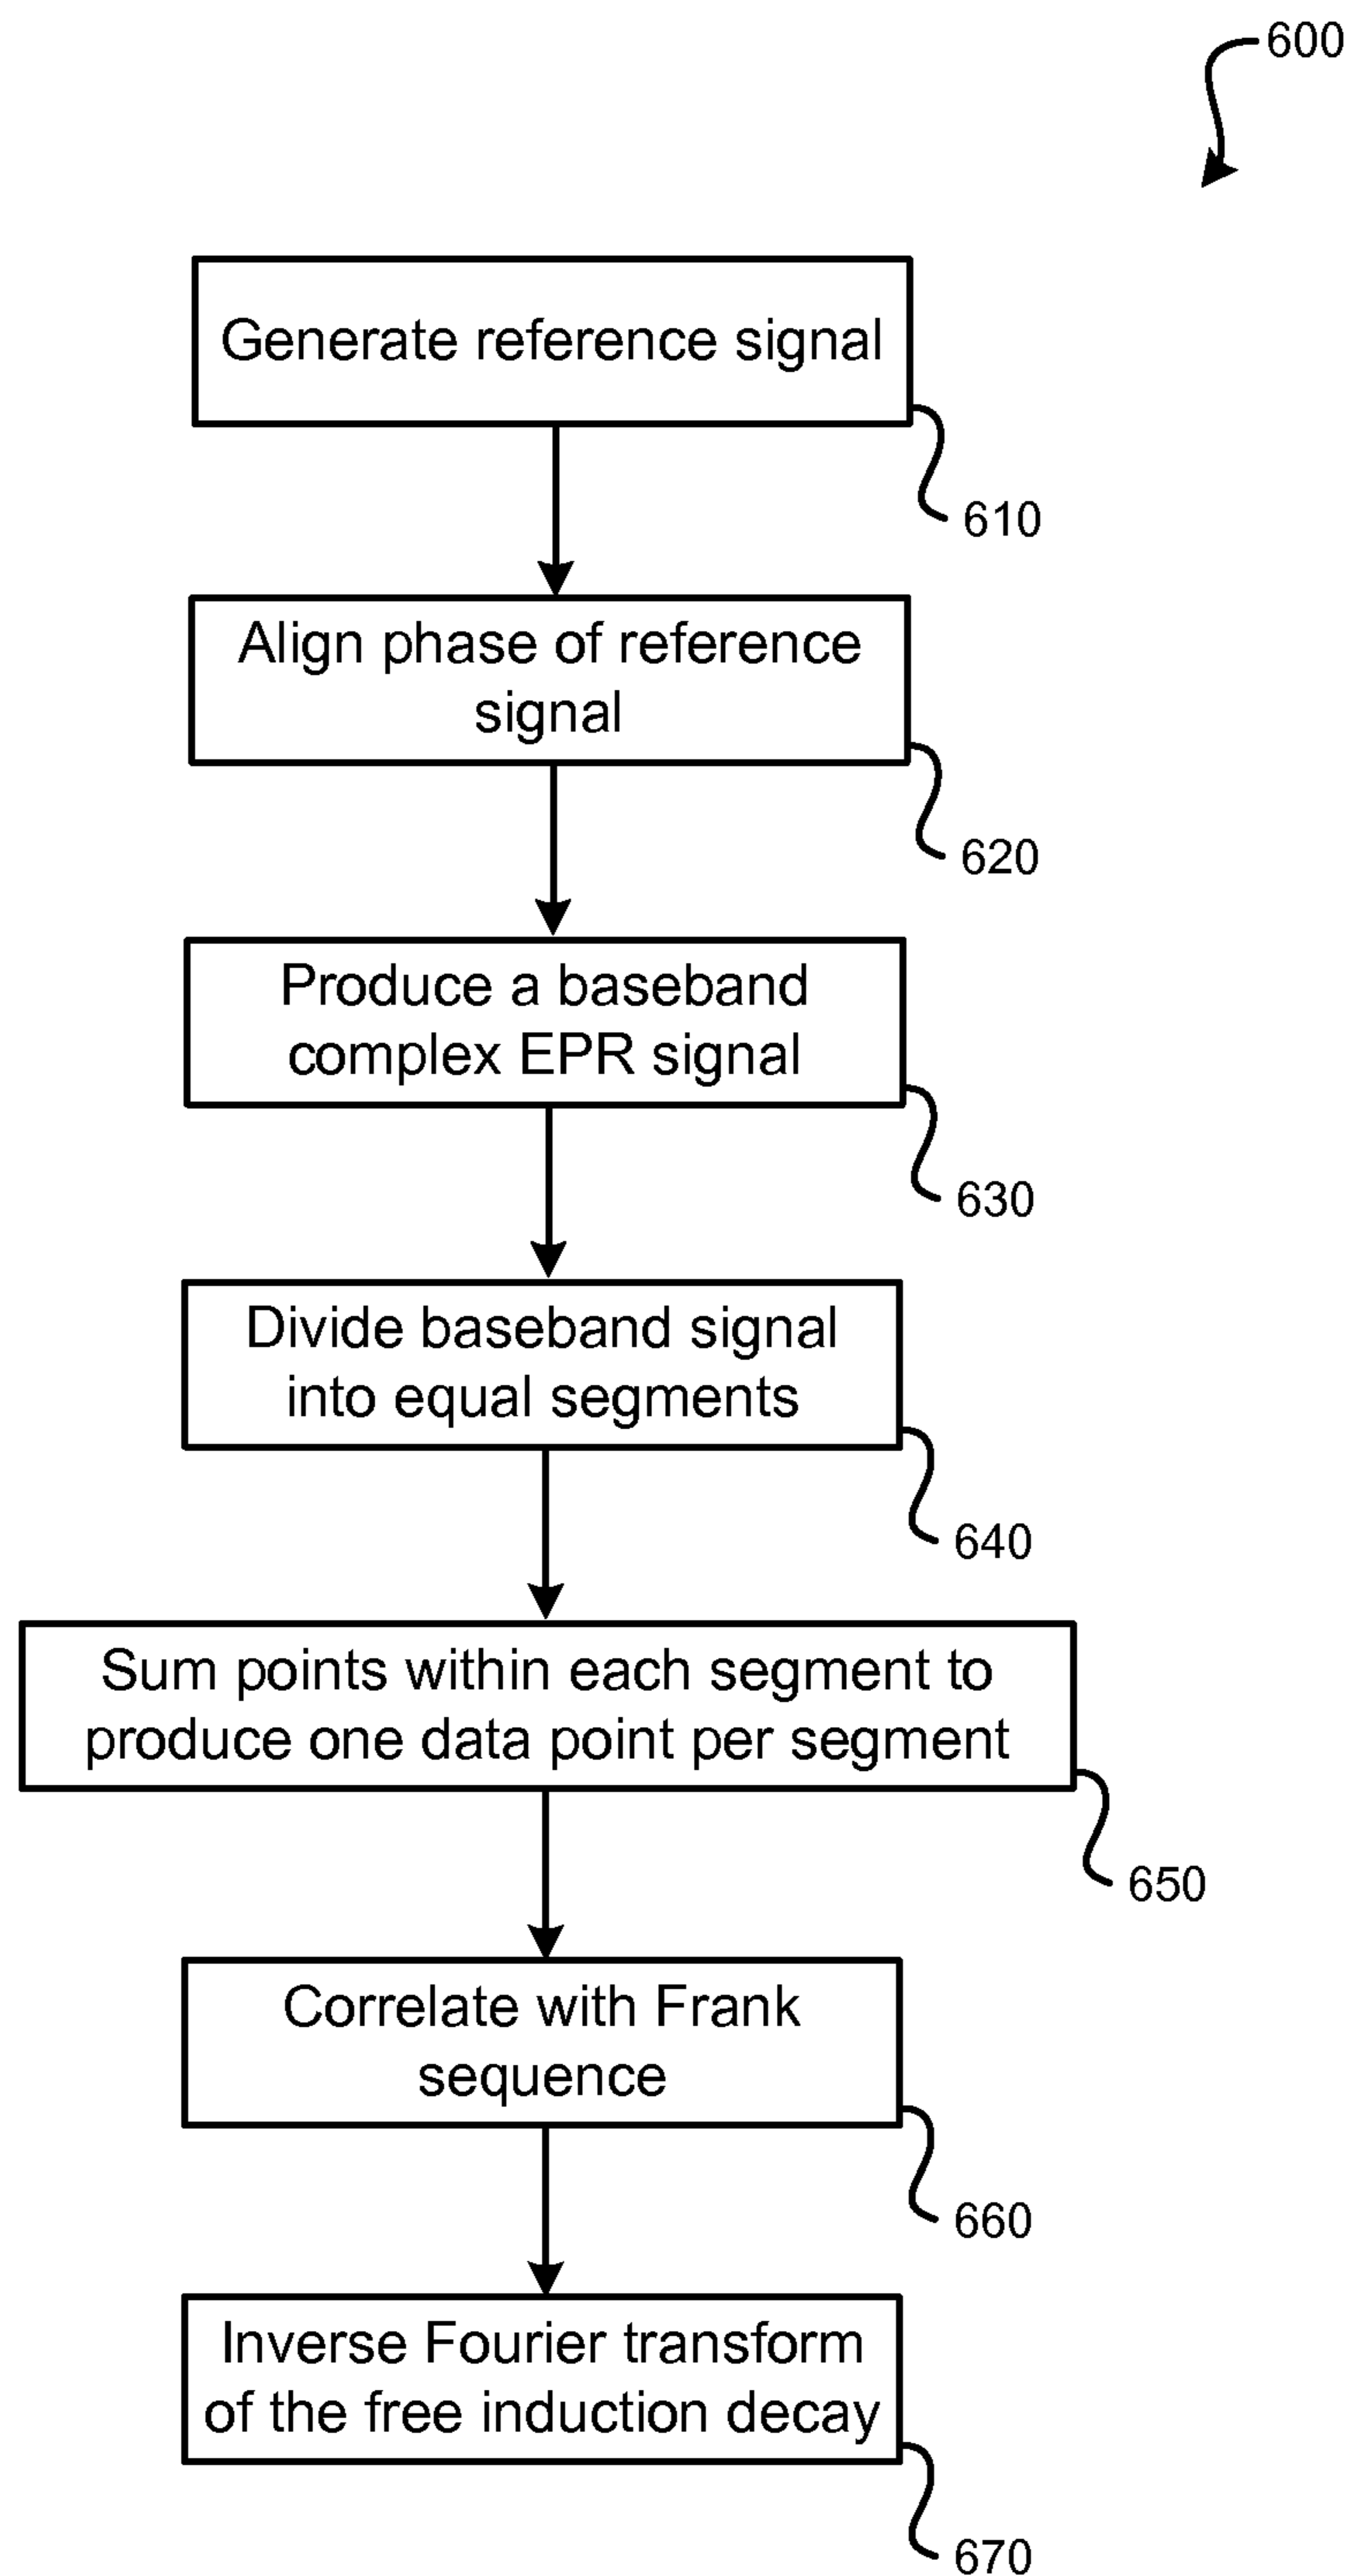 600
Generate reference signal
610
Align phase of reference
signal
620
Produce a baseband
complex EPR signal
630
Divide baseband signal
into equal segments
640
Sum points within each segment to
produce one data point per segment
650
Correlate with Frank
sequence
660
Inverse Fourier transform
of the free induction decay
670